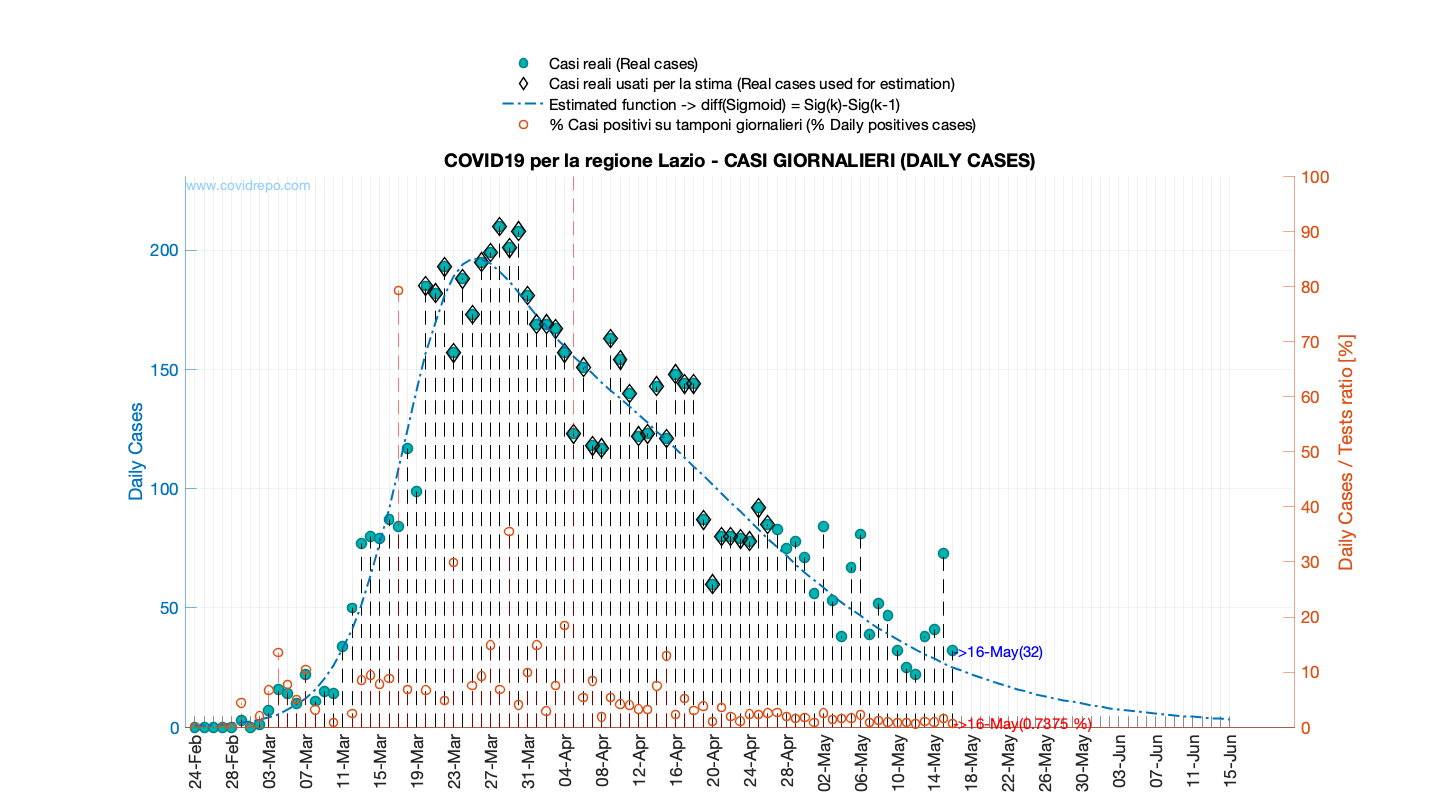 Casi reali (Real cases)
Casi reali usati per la stima (Real cases used for estimation)
Estimated function -> diff(Sigmoid) = Sig(k)-Sig(k-1)
% Casi positivi su tamponi giornalieri (% Daily positives cases)
COVID19 per la regione Lazio - CASI GIORNALIERI (DAILY CASES)
www.covidrepo.com
Daily Cases
200
150
100
50
0
100
90
80
70
60
50
40
30
20
10
0
Daily Cases / Tests ratio [%]
->16-May(32)
->16-May(0.7375 %)
24-Feb
28-Feb
03-Mar
07-Mar
11-Mar
15-Mar
19-Mar
23-Mar
27-Mar
31-Mar
04-Apr
08-Apr
12-Apr
16-Apr
20-Apr
24-Apr
28-Apr
02-May
06-May
10-May
14-May
18-May
22-May
26-May
30-May
03-Jun
07-Jun
11-Jun
15-Jun